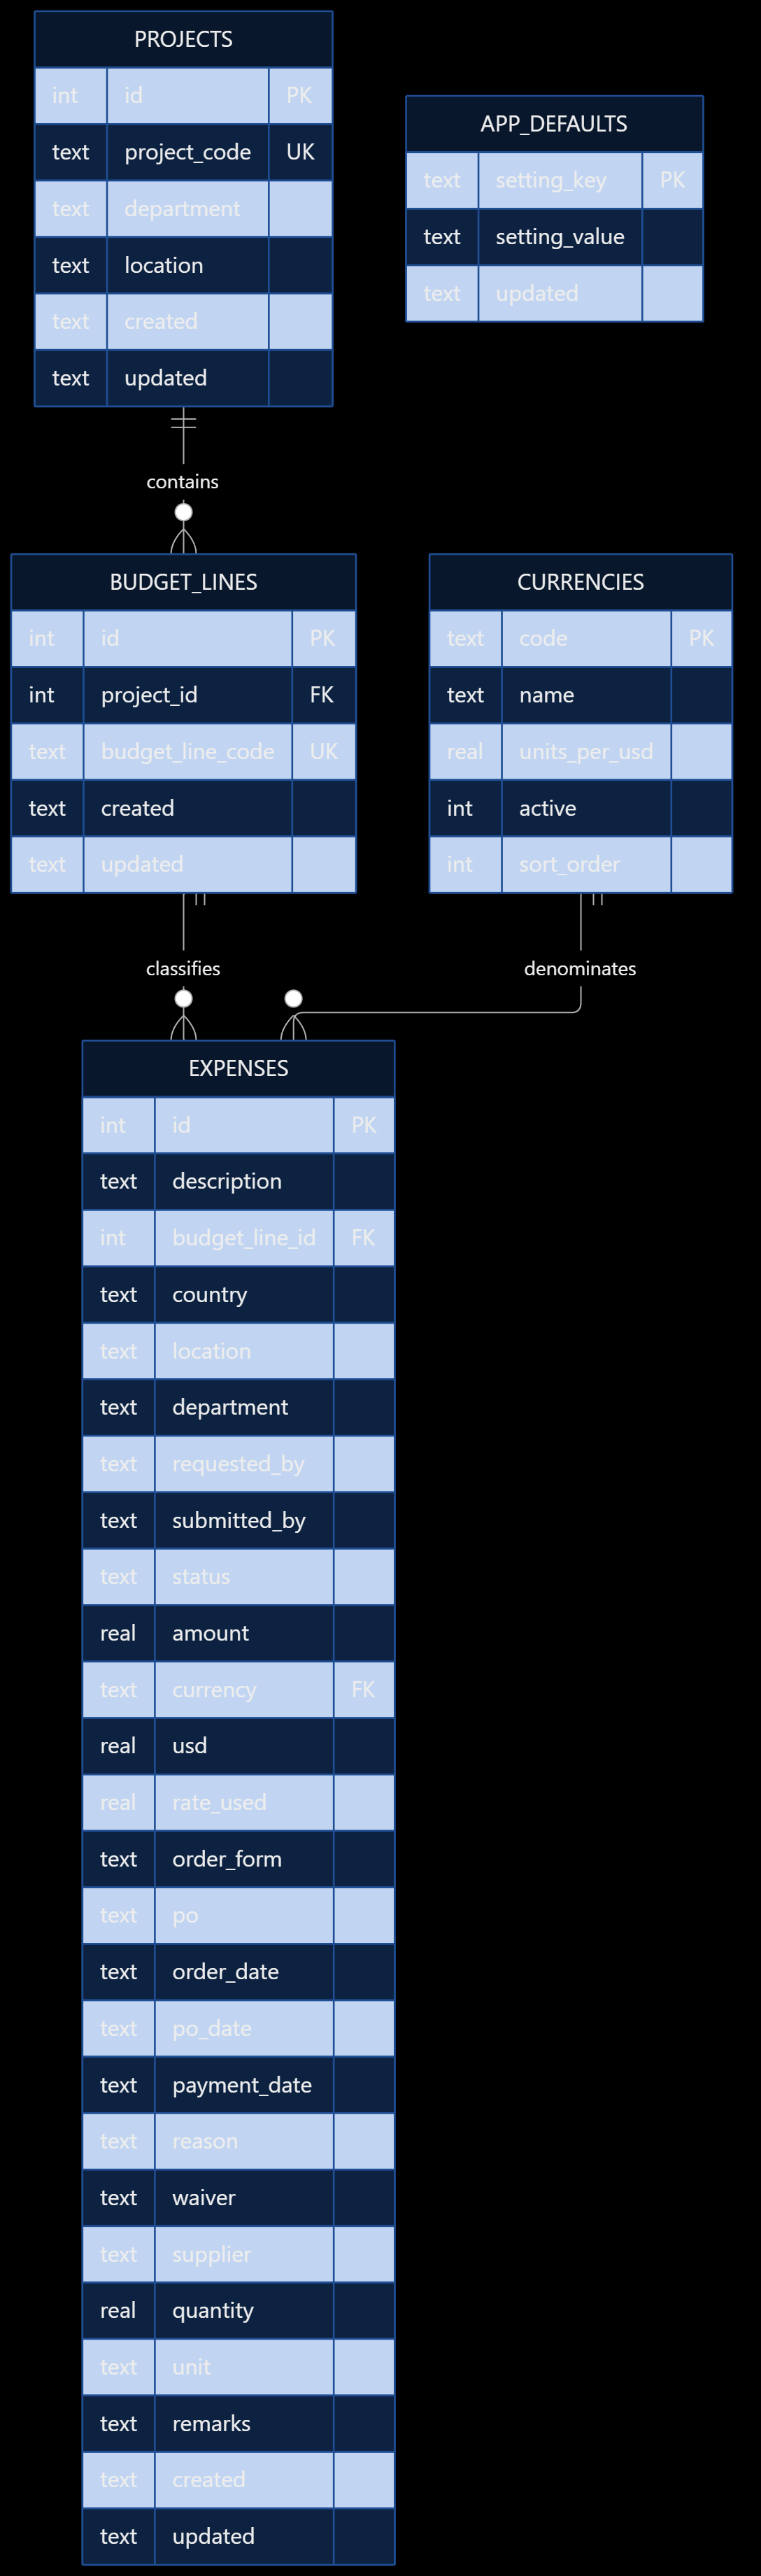 PROJECTS
int id PK
text project_code UK
text department
text location
text created
text updated
APP_DEFAULTS
text setting_key PK
text setting_value
text updated
contains
BUDGET_LINES
int id PK
int project_id FK
text budget_line_code UK
text created
text updated
CURRENCIES
text code PK
text name
real units_per_usd
int active
int sort_order
classifies
denominates
EXPENSES
int id PK
text description
int budget_line_id FK
text country
text location
text department
text requested_by
text submitted_by
text status
real amount
text currency FK
real usd
real rate_used
text order_form
text po
text order_date
text po_date
text payment_date
text reason
text waiver
text supplier
real quantity
text unit
text remarks
text created
text updated